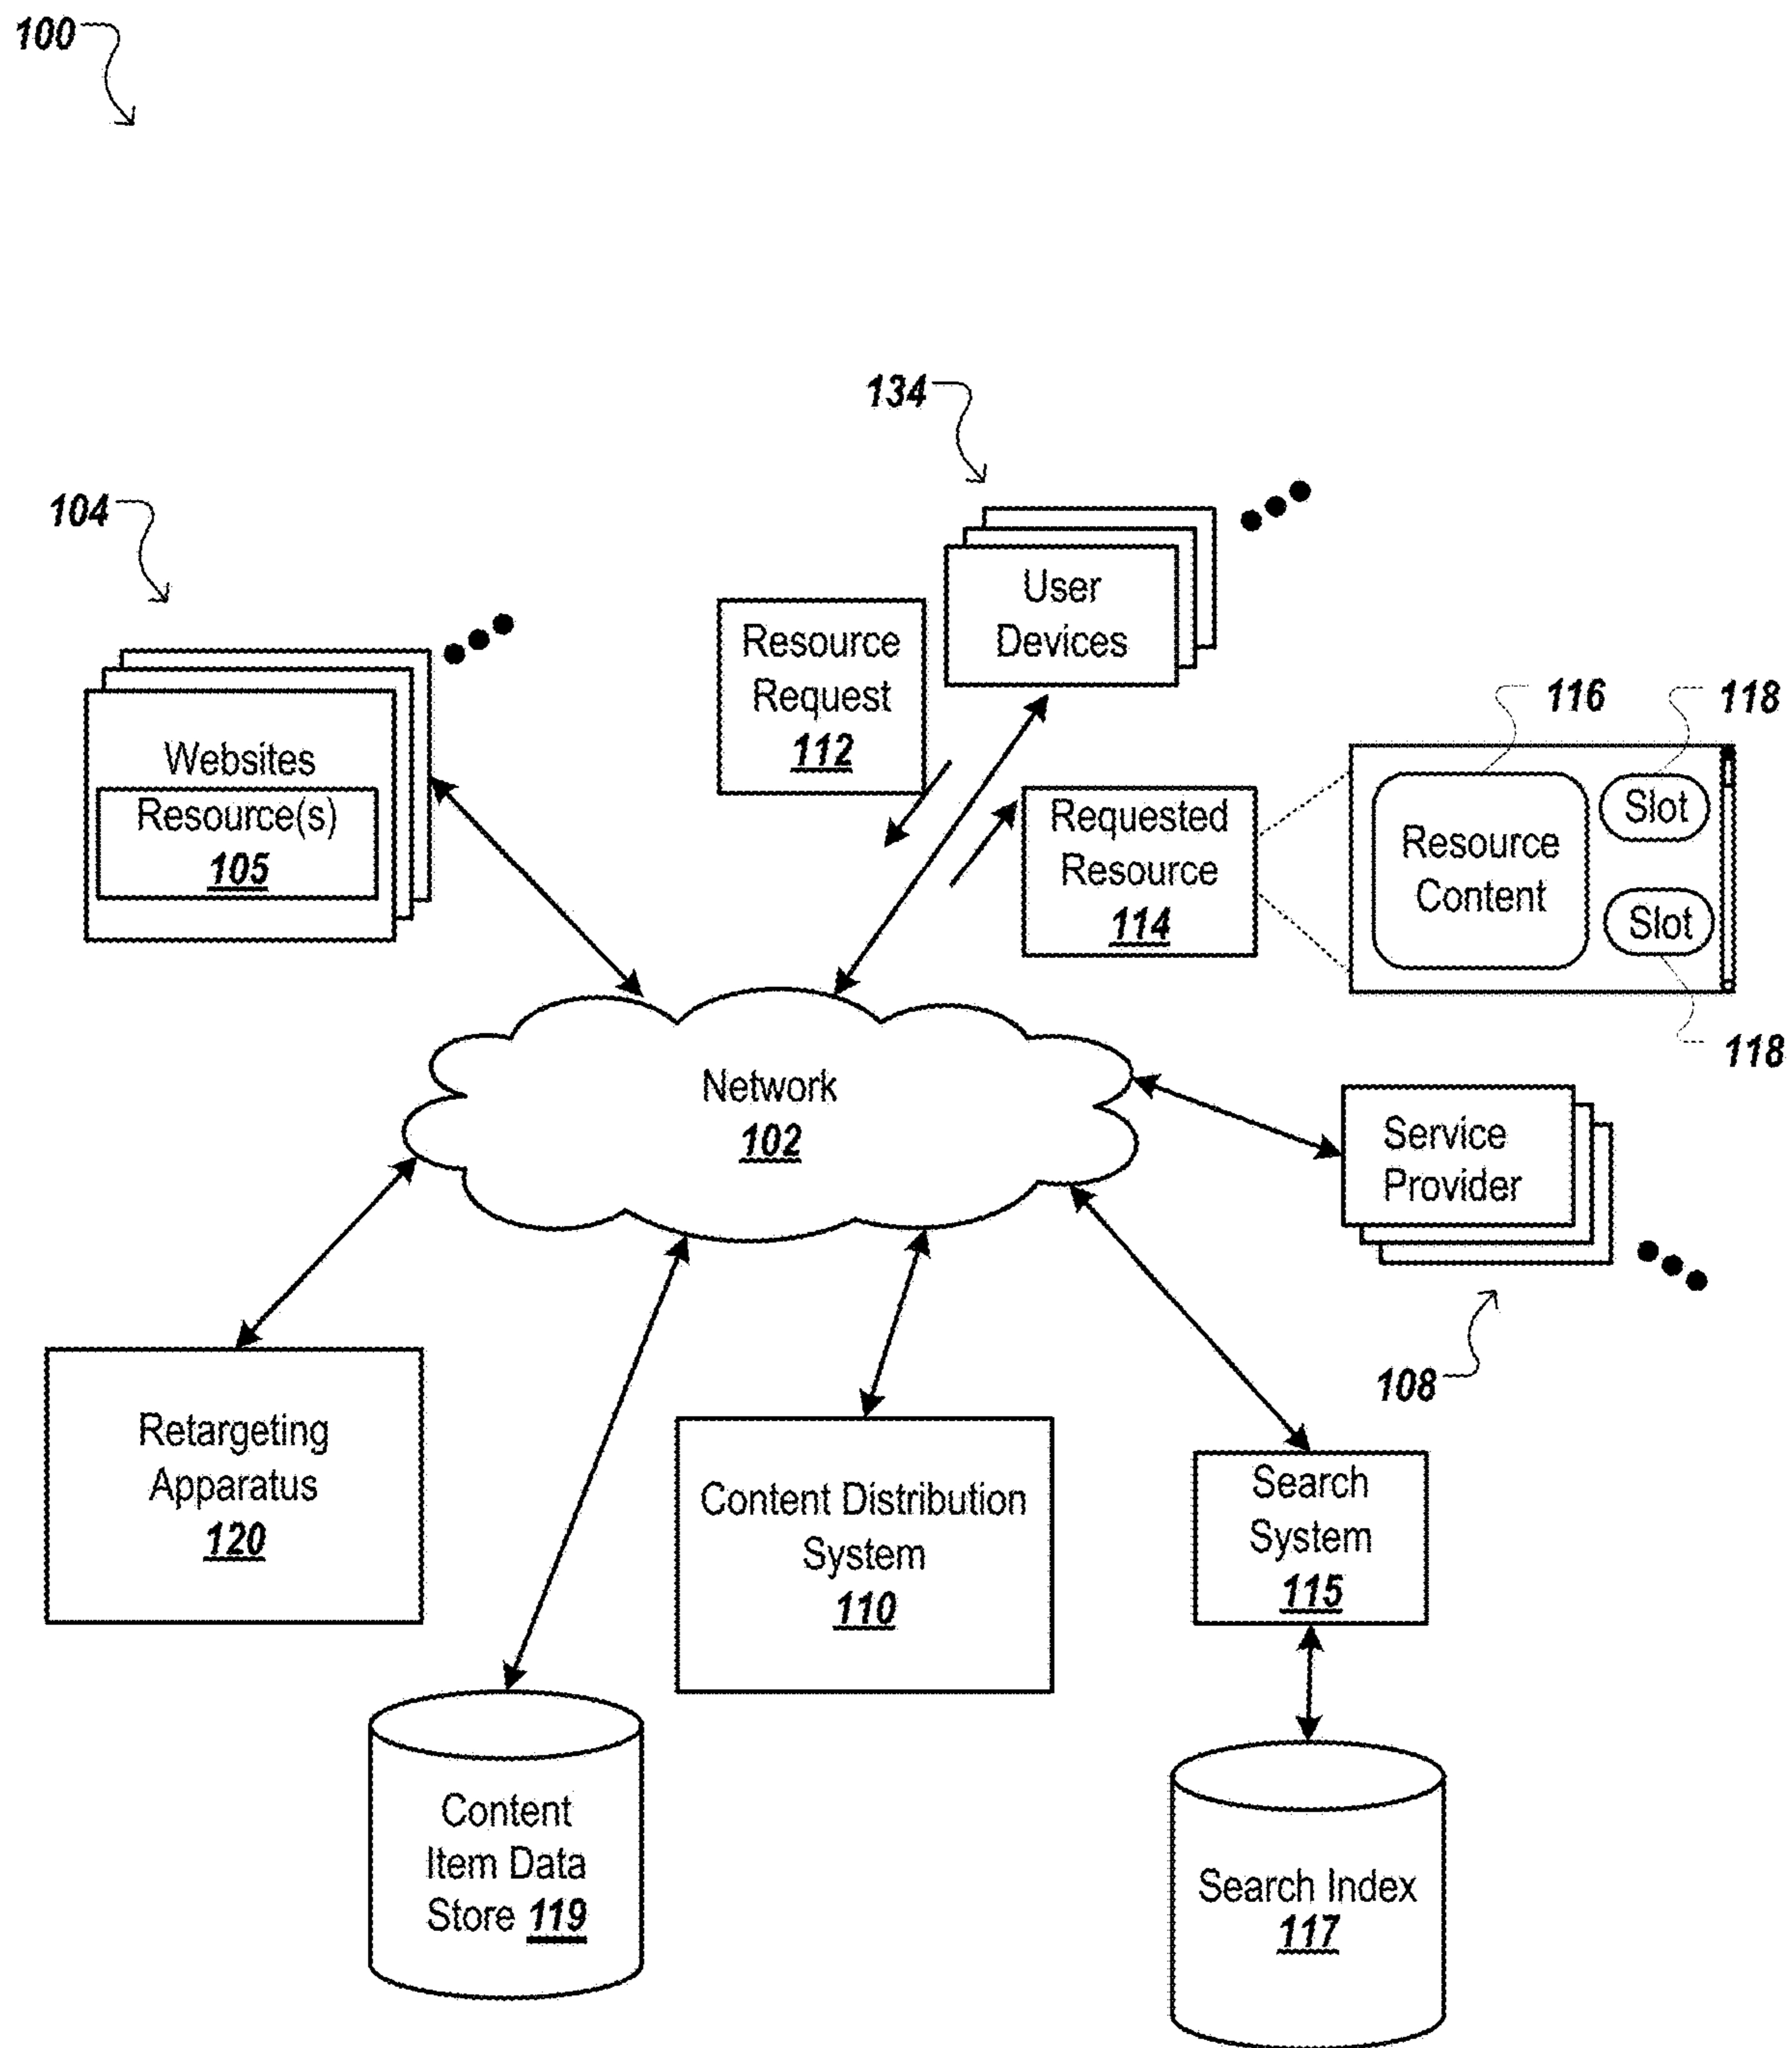 100
134
104
User
Devices
Resource
Request
112
Websites
Resource(s)
105
116
118
Requested
Resource
114
Resource
Content
Slot
Slot
118
Network
102
Service
Provider
108
Retargeting
Apparatus
120
Content Distribution
System
110
Search
System
115
Content
Item Data
Store 119
Search Index
117